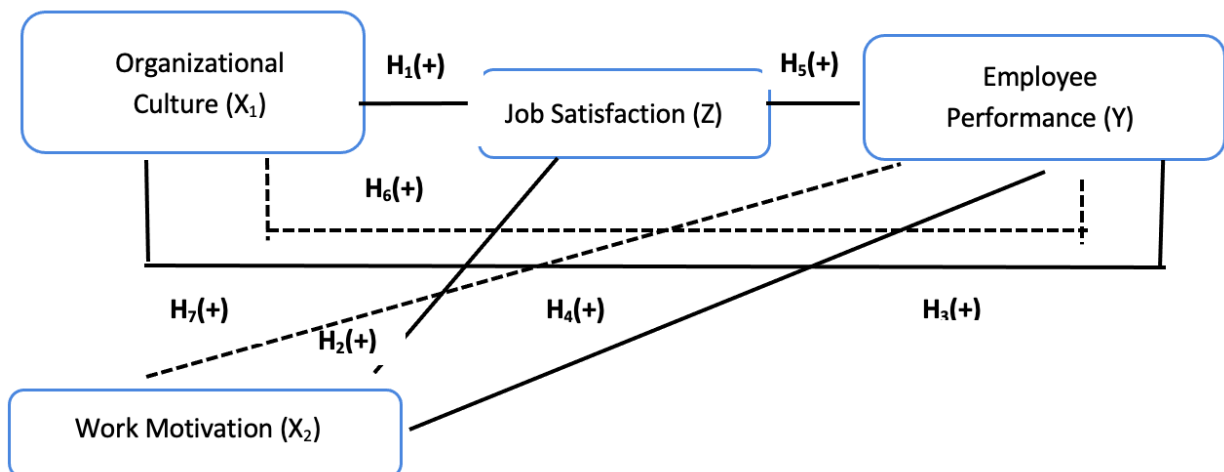 Organizational
Culture (X₁)
H₁(+)
Job Satisfaction (Z)
H₅(+)
Employee
Performance (Y)
H₆(+)
H₇(+)
H₂(+)
H₄(+)
H₃(+)
Work Motivation (X₂)